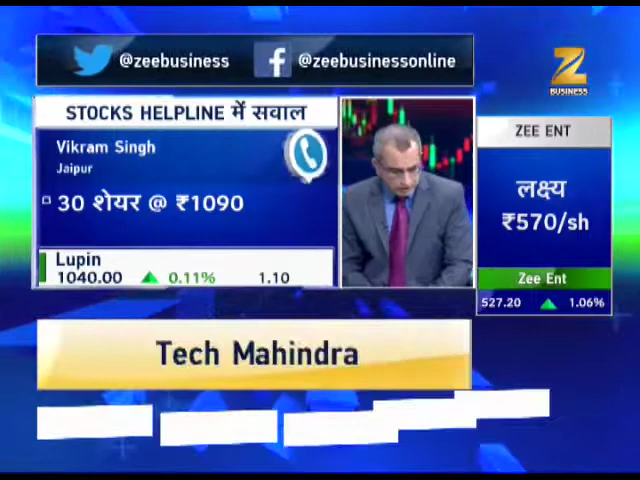 @zeebusiness
@zeebusinessonline
Z
BUSINESS
STOCKS HELPLINE में सवाल
Vikram Singh
Jaipur
30 शेयर @ ₹1090
Lupin
1040.00 0.11% 1.10
ZEE ENT
लक्ष्य
₹570/sh
Zee Ent
527.20 1.06%
Tech Mahindra